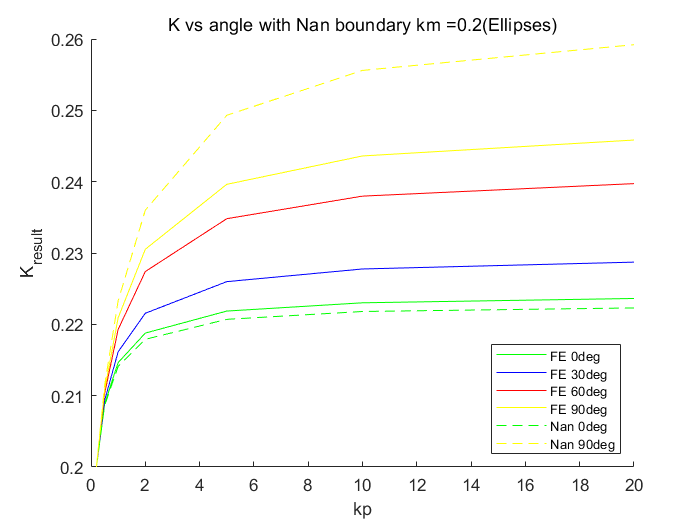 K vs angle with Nan boundary km =0.2(Ellipses)
0.26
0.25
0.24
0.23
0.22
0.21
0.2
K_result
0 2 4 6 8 10 12 14 16 18 20
kp
FE 0deg
FE 30deg
FE 60deg
FE 90deg
Nan 0deg
Nan 90deg